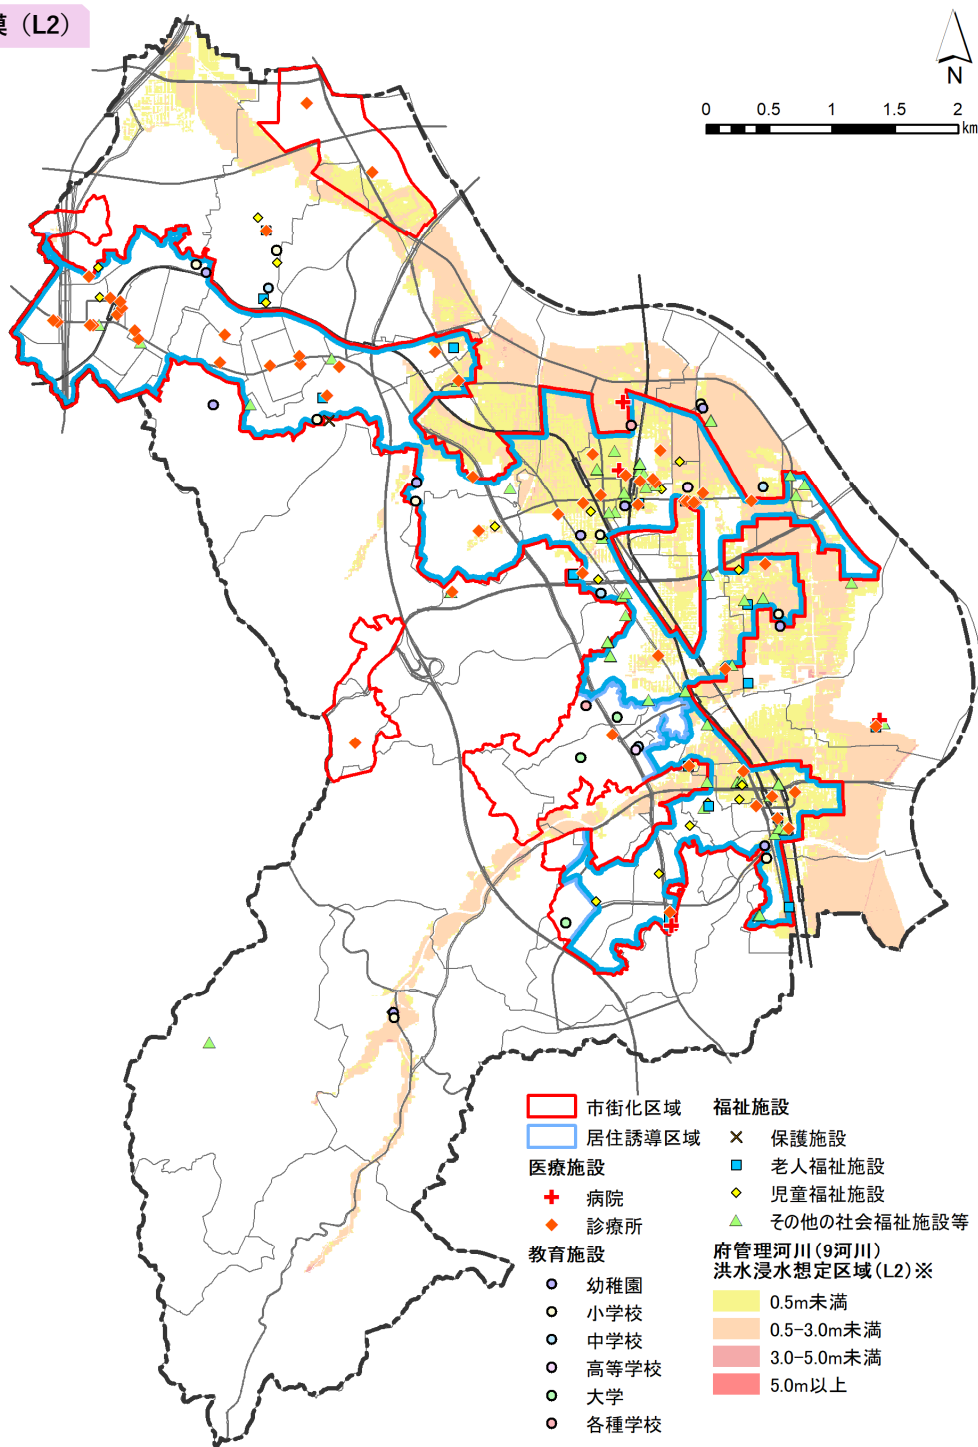 （L2）
N
0 0.5 1 1.5 2
km
市街化区域
居住誘導区域
医療施設
病院
診療所
教育施設
幼稚園
小学校
中学校
高等学校
大学
各種学校
福祉施設
保護施設
老人福祉施設
児童福祉施設
その他の社会福祉施設等
府管理河川（9河川）
洪水浸水想定区域（L2）※
0.5m未満
0.5-3.0m未満
3.0-5.0m未満
5.0m以上